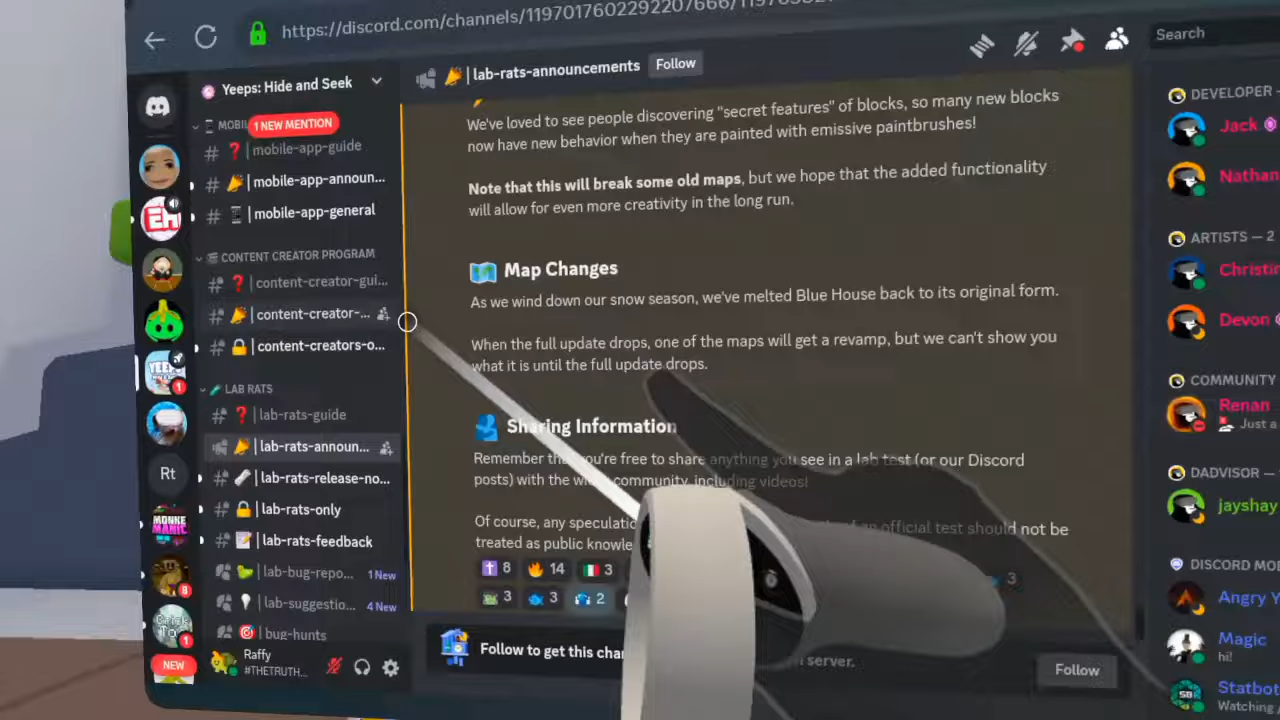 https://discord.com/channels/1197017602292207666/
Search
Yeeps: Hide and Seek
1 NEW MENTION
mobile-app-guide
mobile-app-announ...
mobile-app-general
CONTENT CREATOR PROGRAM
content-creator-gui...
content-creator-...
content-creators-o...
LAB RATS
lab-rats-guide
lab-rats-announ...
lab-rats-release-no...
lab-rats-only
lab-rats-feedback
lab-bug-repo...
1 New
lab-suggestio...
4 New
bug-hunts
Rt
NEW
Raffy
#THETRUTH...
lab-rats-announcements
Follow
We've loved to see people discovering "secret features" of blocks, so many new blocks
now have new behavior when they are painted with emissive paintbrushes!
Note that this will break some old maps, but we hope that the added functionality
will allow for even more creativity in the long run.
Map Changes
As we wind down our snow season, we've melted Blue House back to its original form.
When the full update drops, one of the maps will get a revamp, but we can't show you
what it is until the full update drops.
Sharing Information
Remember that you're free to share anything you see in a lab test (or our Discord
posts) with the wider community, including videos!
Of course, any speculatio
of an official test should not be
treated as public knowle
8
14
3
3
3
3
2
Follow to get this chan
server.
Follow
DEVELOPER
Jack
Nathan
ARTISTS — 2
Christin
Devon
COMMUNITY
Renan
Just a
DADVISOR —
jayshay
DISCORD MO
Angry Y
Magic
hi!
Statbot
Watching